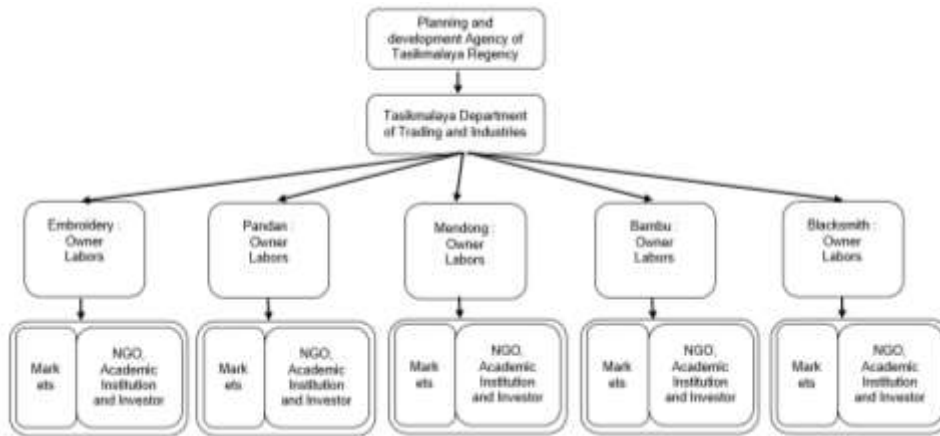 Planning and
development Agency of
Tasikmalaya Regency
Tasikmalaya Department
of Trading and Industries
Embroidery :
Owner
Labors
Pandan :
Owner
Labors
Mendong :
Owner
Labors
Bambu :
Owner
Labors
Blacksmith :
Owner
Labors
Mark
ets
NGO,
Academic
Institution
and Investor
Mark
ets
NGO,
Academic
Institution
and Investor
Mark
ets
NGO,
Academic
Institution
and Investor
Mark
ets
NGO,
Academic
Institution
and Investor
Mark
ets
NGO,
Academic
Institution
and Investor